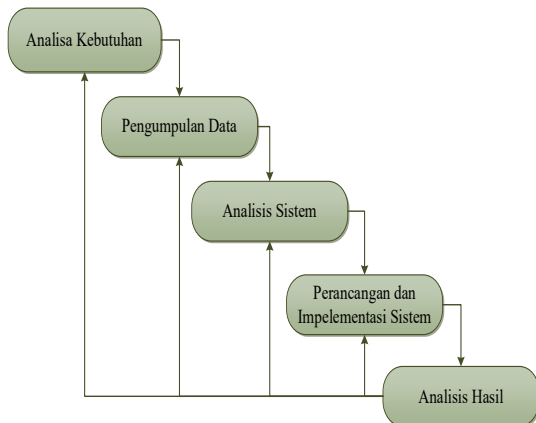 Analisa Kebutuhan
Pengumpulan Data
Analisis Sistem
Perancangan dan
Impelementasi Sistem
Analisis Hasil